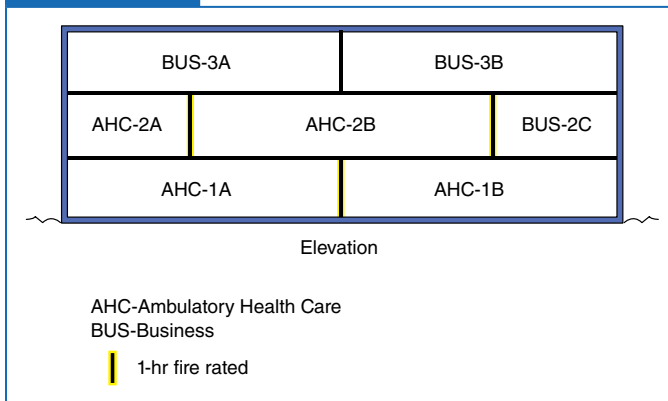 BUS-3A BUS-3B
AHC-2A AHC-2B BUS-2C
AHC-1A AHC-1B
Elevation
AHC-Ambulatory Health Care
BUS-Business
1-hr fire rated